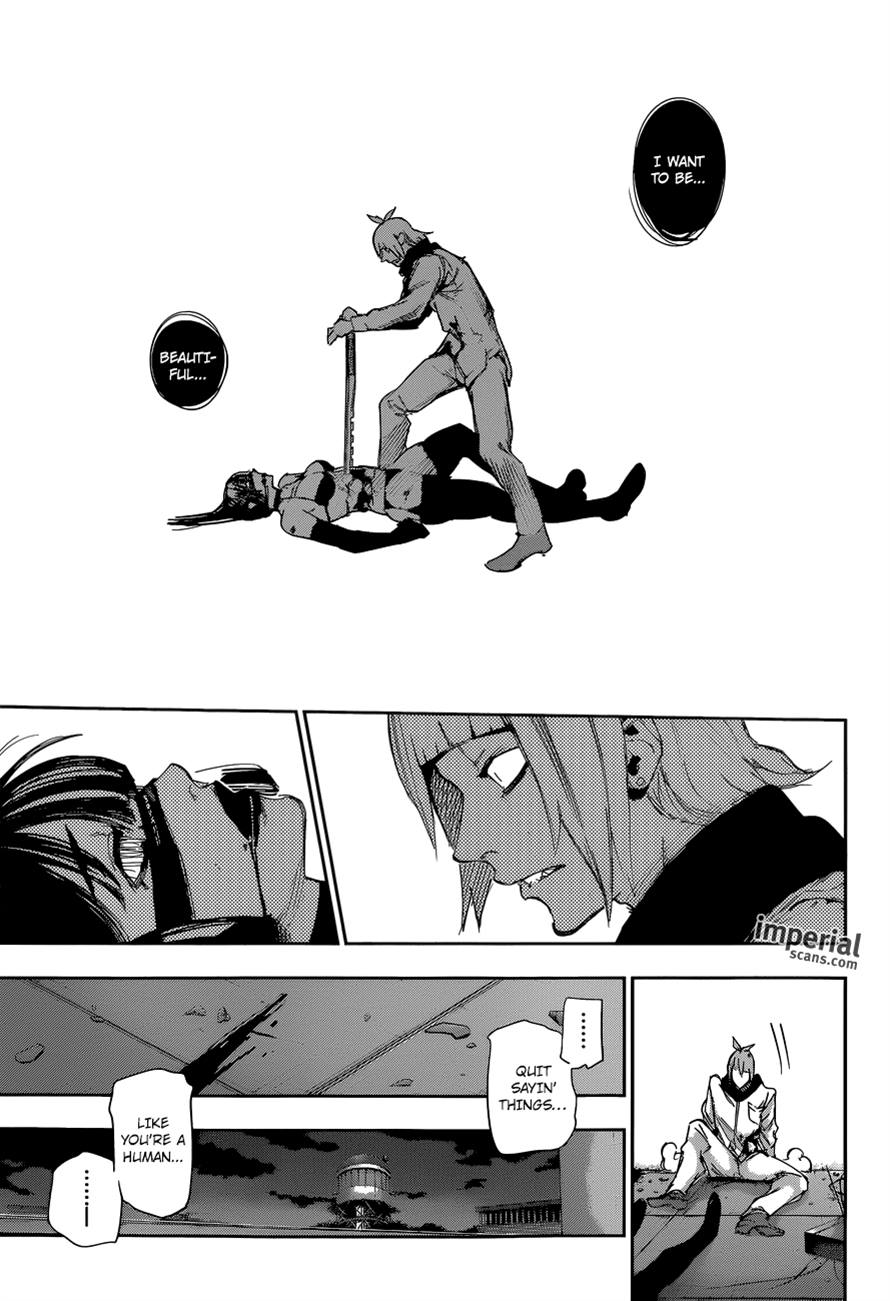 I WANT
TO BE...
BEAUTI-
FUL...
imperial
scans.com
......
QUIT
SAYIN'
THINGS...
LIKE
YOU'RE A
HUMAN...
......!